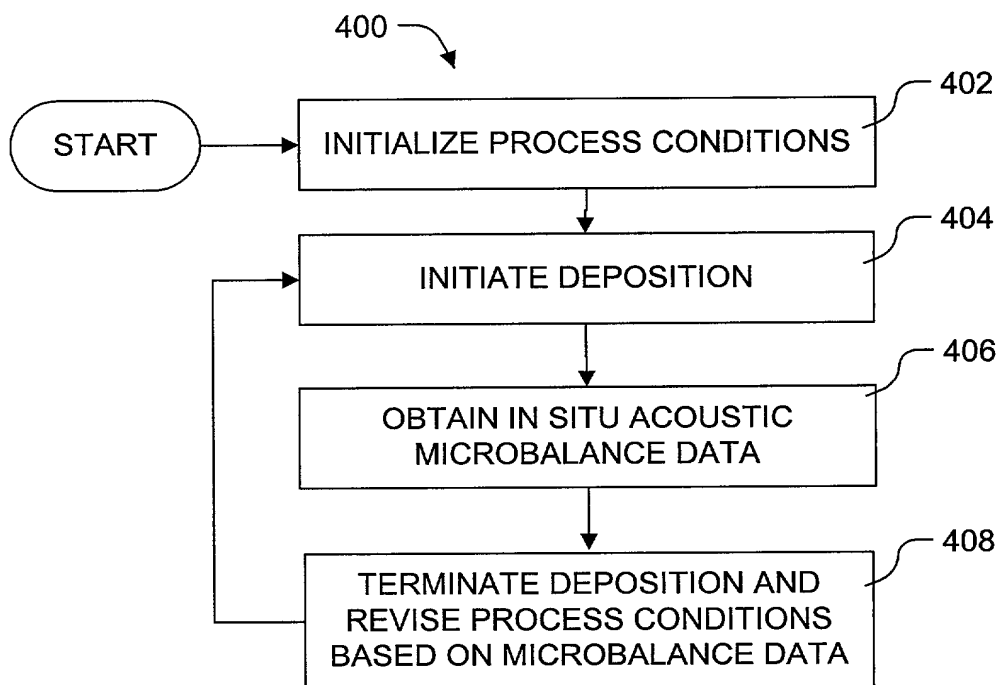 400
402
START
INITIALIZE PROCESS CONDITIONS
404
INITIATE DEPOSITION
406
OBTAIN IN SITU ACOUSTIC
MICROBALANCE DATA
408
TERMINATE DEPOSITION AND
REVISE PROCESS CONDITIONS
BASED ON MICROBALANCE DATA